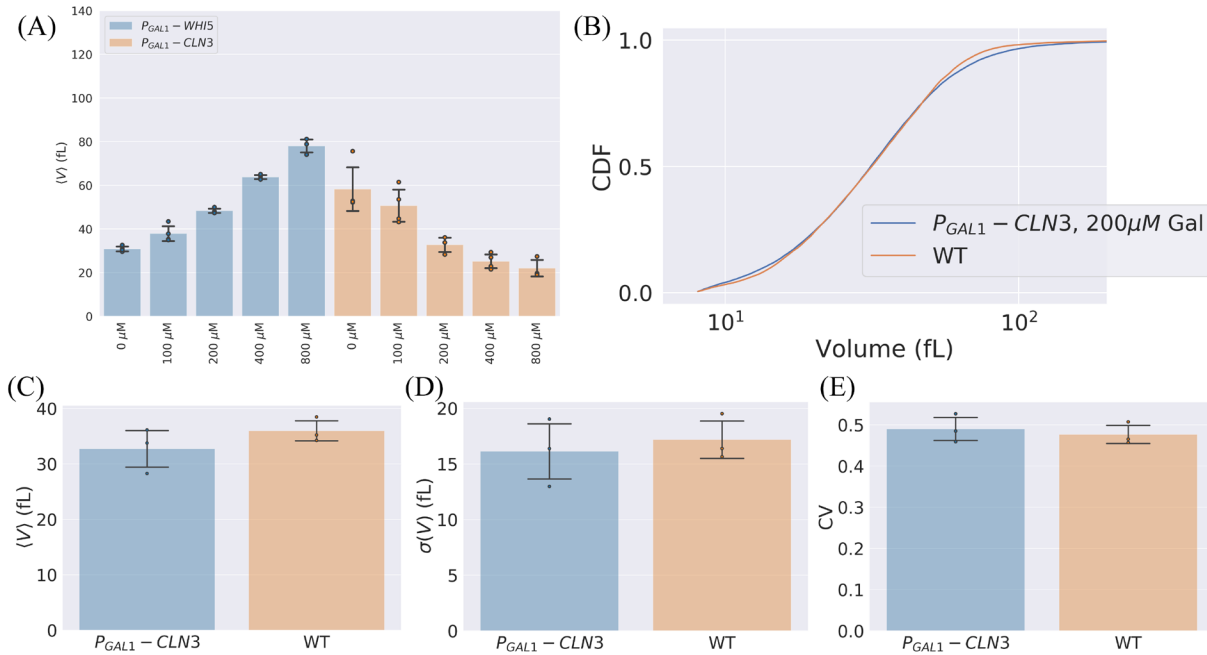 (A)
140
120
100
80
60
40
20
0
⟨V⟩ (fL)
P_GAL1 − WHI5
P_GAL1 − CLN3
0 μM
100 μM
200 μM
400 μM
800 μM
0 μM
100 μM
200 μM
400 μM
800 μM
(B)
1.0
0.5
0.0
CDF
P_GAL1 − CLN3, 200μM Gal
WT
10¹
10²
Volume (fL)
(C)
40
30
20
10
0
⟨V⟩ (fL)
P_GAL1 − CLN3
WT
(D)
20
15
10
5
0
σ(V) (fL)
P_GAL1 − CLN3
WT
(E)
0.5
0.4
0.3
0.2
0.1
0.0
CV
P_GAL1 − CLN3
WT